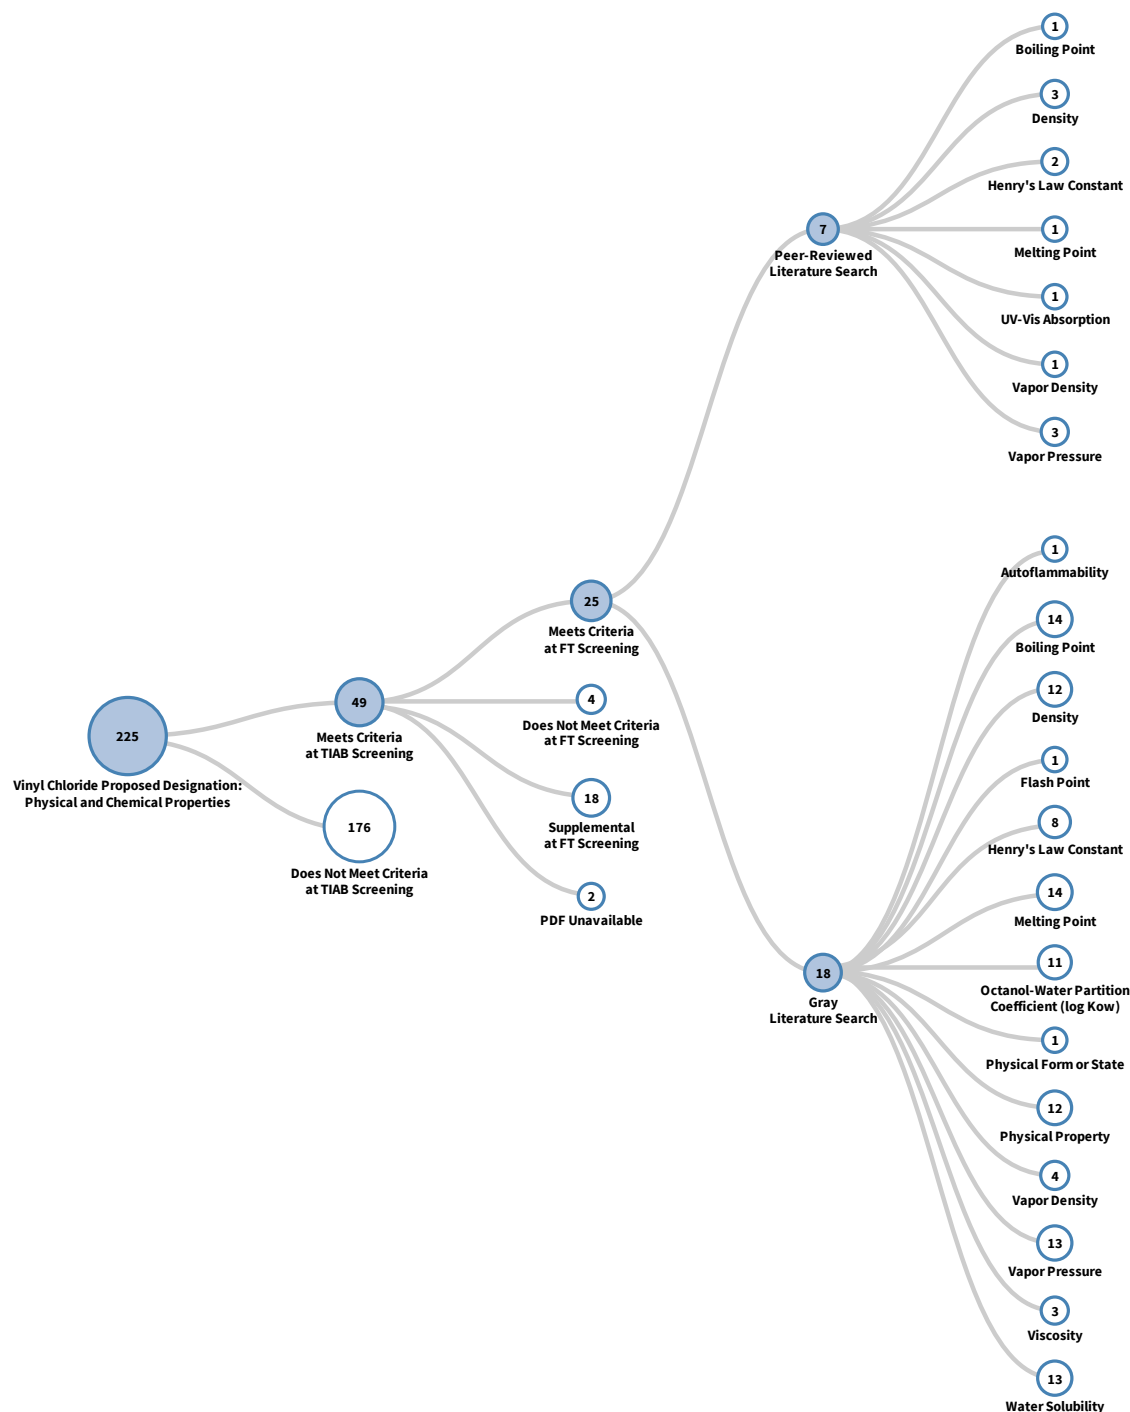 225
Vinyl Chloride Proposed Designation:
Physical and Chemical Properties
49
Meets Criteria
at TIAB Screening
176
Does Not Meet Criteria
at TIAB Screening
25
Meets Criteria
at FT Screening
4
Does Not Meet Criteria
at FT Screening
18
Supplemental
at FT Screening
2
PDF Unavailable
7
Peer-Reviewed
Literature Search
1
Boiling Point
3
Density
2
Henry's Law Constant
1
Melting Point
1
UV-Vis Absorption
1
Vapor Density
3
Vapor Pressure
18
Gray
Literature Search
1
Autoflammability
14
Boiling Point
12
Density
1
Flash Point
8
Henry's Law Constant
14
Melting Point
11
Octanol-Water Partition
Coefficient (log Kow)
1
Physical Form or State
12
Physical Property
4
Vapor Density
13
Vapor Pressure
3
Viscosity
13
Water Solubility